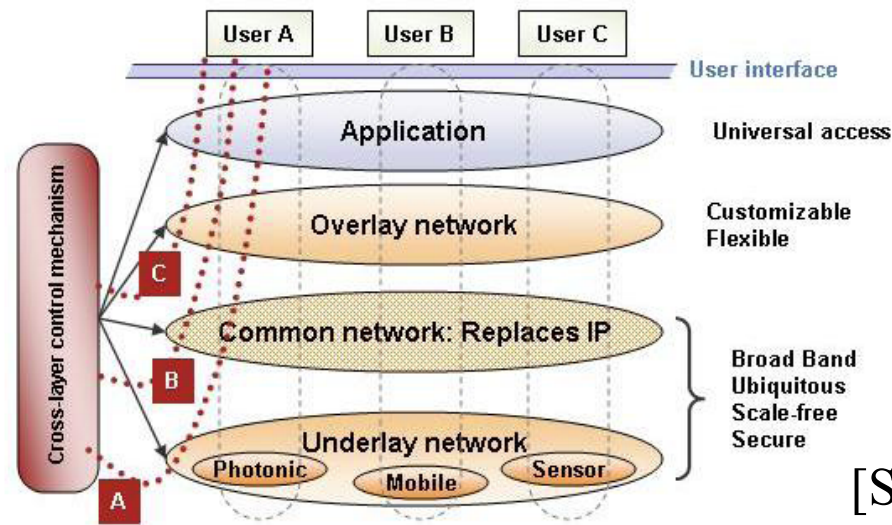 User A
User B
User C
User interface
Application
Universal access
Cross-layer control mechanism
Overlay network
Customizable
Flexible
C
Common network: Replaces IP
B
Broad Band
Ubiquitous
Scale-free
Secure
Underlay network
Photonic
Mobile
Sensor
A
[S